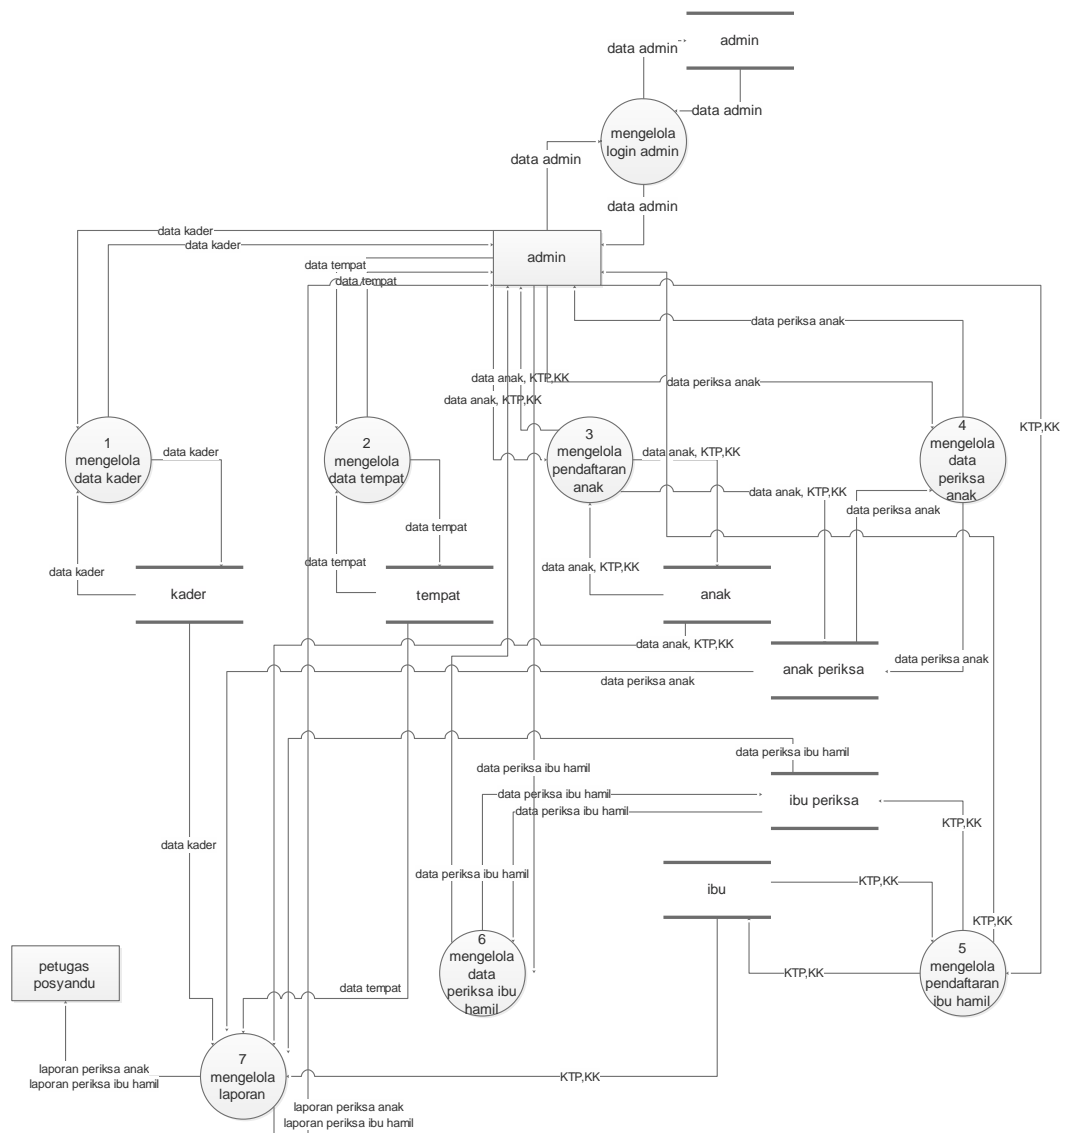 admin
data admin
data admin
mengelola
login admin
data admin
data admin
data kader
data kader
admin
data tempat
data tempat
data periksa anak
data anak, KTP,KK
data periksa anak
data anak, KTP,KK
KTP,KK
1
mengelola
data kader
data kader
2
mengelola
data tempat
3
mengelola
pendaftaran
anak
data anak, KTP,KK
4
mengelola
data
periksa
anak
data anak, KTP,KK
data periksa anak
data tempat
data kader
data tempat
data anak, KTP,KK
kader
tempat
anak
data anak, KTP,KK
anak periksa
data periksa anak
data periksa anak
data periksa ibu hamil
data periksa ibu hamil
data periksa ibu hamil
ibu periksa
data periksa ibu hamil
KTP,KK
data kader
data periksa ibu hamil
ibu
KTP,KK
KTP,KK
petugas
posyandu
6
mengelola
data
periksa ibu
hamil
5
mengelola
pendaftaran
ibu hamil
KTP,KK
data tempat
7
mengelola
laporan
laporan periksa anak
laporan periksa ibu hamil
KTP,KK
laporan periksa anak
laporan periksa ibu hamil